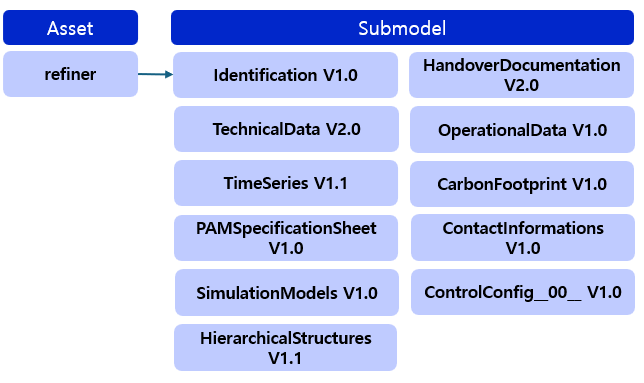 Asset
Submodel
refiner
Identification V1.0
HandoverDocumentation
V2.0
TechnicalData V2.0
OperationalData V1.0
TimeSeries V1.1
CarbonFootprint V1.0
PAMSpecificationSheet
V1.0
ContactInformations
V1.0
SimulationModels V1.0
ControlConfig__00__ V1.0
HierarchicalStructures
V1.1